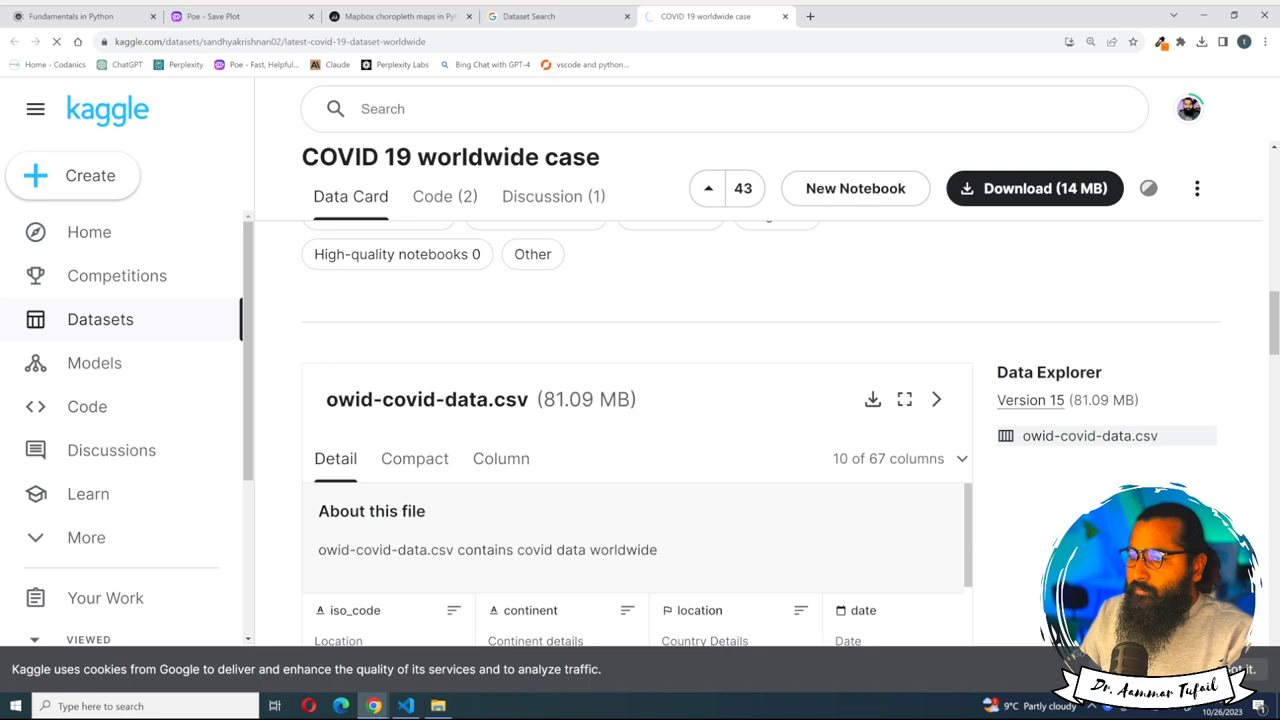 Fundamentals in Python
Poe - Save Plot
Mapbox choropleth maps in Pyt
Dataset Search
COVID 19 worldwide case
kaggle.com/datasets/sandhyakrishnan02/latest-covid-19-dataset-worldwide
t
Home - Codanics
ChatGPT
Perplexity
Poe - Fast, Helpful...
Claude
Perplexity Labs
Bing Chat with GPT-4
vscode and python...
kaggle
Search
COVID 19 worldwide case
Create
Data Card
Code (2)
Discussion (1)
43
New Notebook
Download (14 MB)
Home
Competitions
Datasets
Models
Code
Discussions
Learn
More
Your Work
VIEWED
High-quality notebooks 0
Other
owid-covid-data.csv (81.09 MB)
Detail
Compact
Column
10 of 67 columns
About this file
owid-covid-data.csv contains covid data worldwide
iso_code
continent
location
date
Location
Continent details
Country Details
Date
Data Explorer
Version 15 (81.09 MB)
owid-covid-data.csv
Kaggle uses cookies from Google to deliver and enhance the quality of its services and to analyze traffic.
Dr. Aammar Tufail
Type here to search
9°C Partly cloudy
10/26/2023